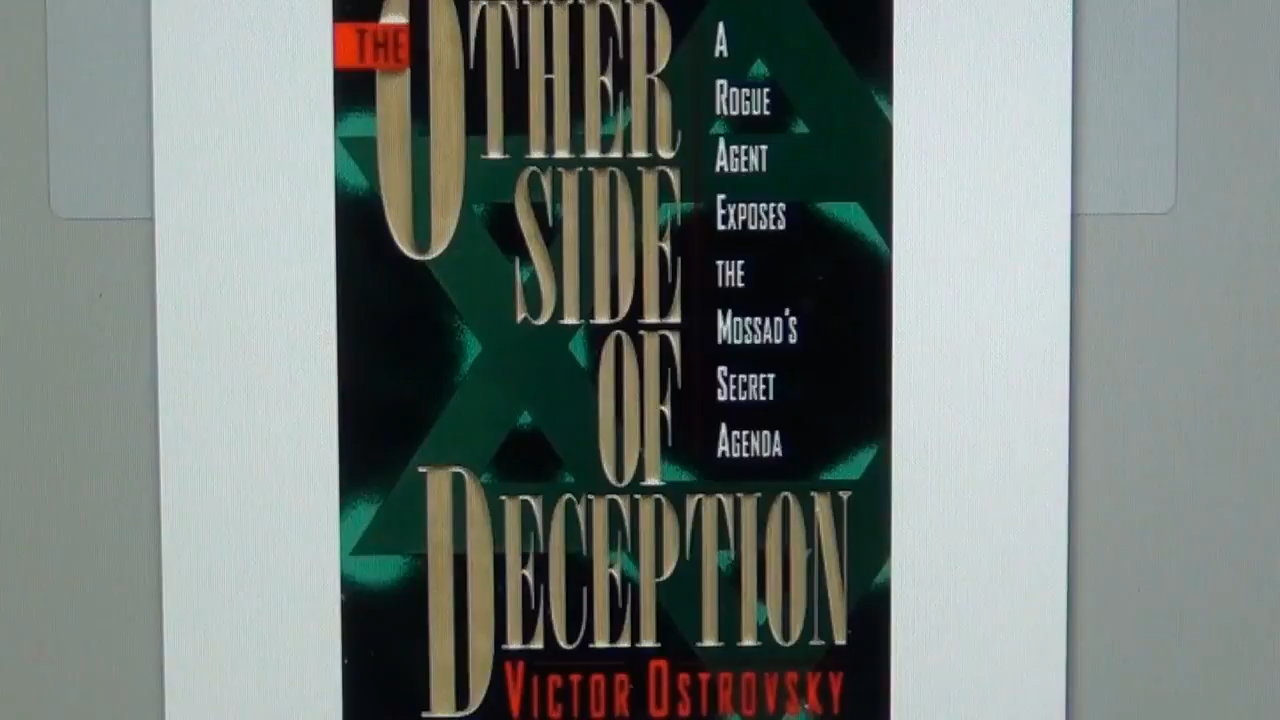 THE
OTHER
SIDE
OF
DECEPTION
A
ROGUE
AGENT
EXPOSES
THE
MOSSAD'S
SECRET
AGENDA
VICTOR OSTROVSKY